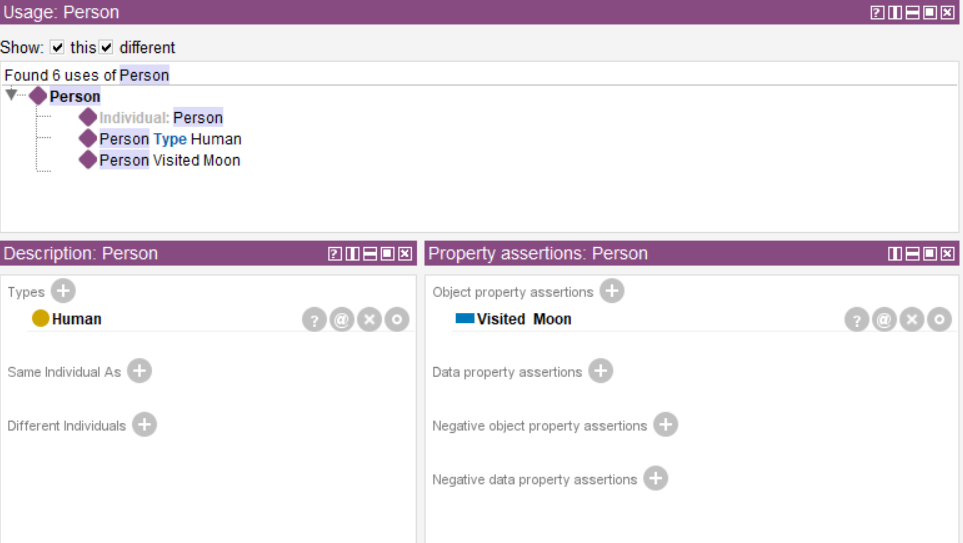 Usage: Person
Show: this different
Found 6 uses of Person
Person
Individual: Person
Person Type Human
Person Visited Moon
Description: Person
Types
Human
Same Individual As
Different Individuals
Property assertions: Person
Object property assertions
Visited Moon
Data property assertions
Negative object property assertions
Negative data property assertions